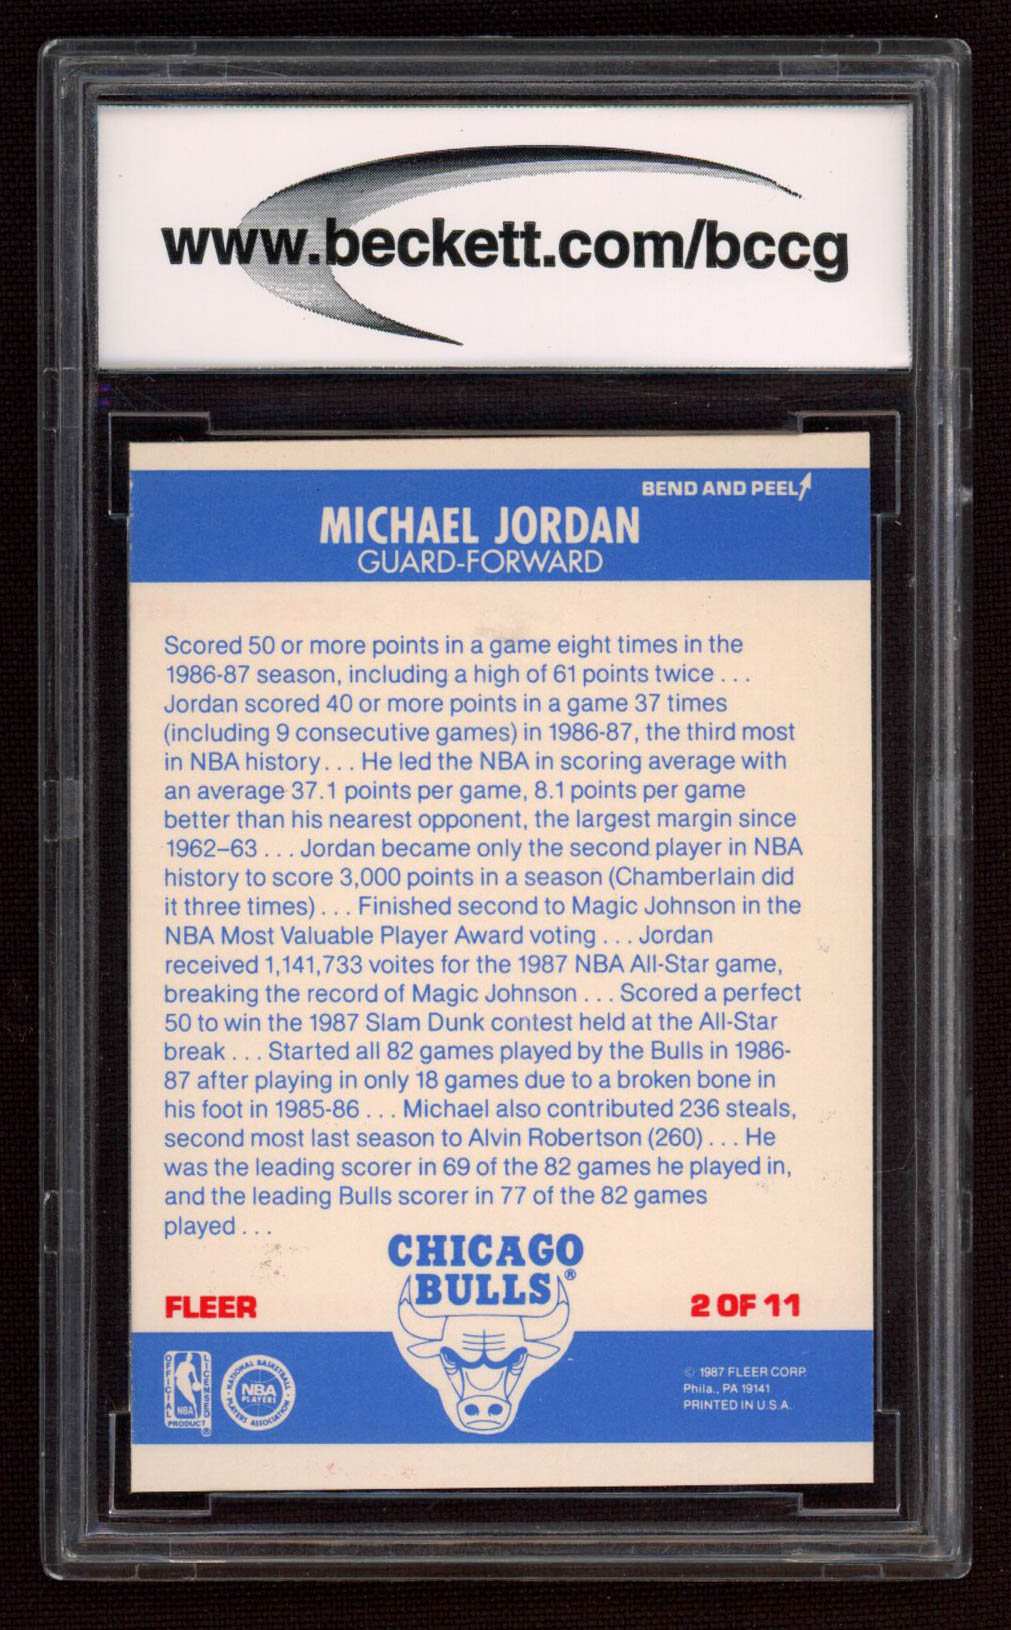 www.beckett.com/bccg
BEND AND PEEL
MICHAEL JORDAN
GUARD-FORWARD
Scored 50 or more points in a game eight times in the
1986-87 season, including a high of 61 points twice . . .
Jordan scored 40 or more points in a game 37 times
(including 9 consecutive games) in 1986-87, the third most
in NBA history. . . He led the NBA in scoring average with
an average 37.1 points per game, 8.1 points per game
better than his nearest opponent, the largest margin since
1962–63 . . . Jordan became only the second player in NBA
history to score 3,000 points in a season (Chamberlain did
it three times) . . . Finished second to Magic Johnson in the
NBA Most Valuable Player Award voting . . . Jordan
received 1,141,733 voites for the 1987 NBA All-Star game,
breaking the record of Magic Johnson . . . Scored a perfect
50 to win the 1987 Slam Dunk contest held at the All-Star
break . . . Started all 82 games played by the Bulls in 1986-
87 after playing in only 18 games due to a broken bone in
his foot in 1985-86 . . . Michael also contributed 236 steals,
second most last season to Alvin Robertson (260) . . . He
was the leading scorer in 69 of the 82 games he played in,
and the leading Bulls scorer in 77 of the 82 games
played . . .
CHICAGO
BULLS®
FLEER
2 OF 11
OFFICIAL LICENSED
NBA
PRODUCT ®
NATIONAL BASKETBALL
NBA
PLAYERS
PLAYERS ASSOCIATION
© 1987 FLEER CORP.
Phila., PA 19141
PRINTED IN U.S.A.